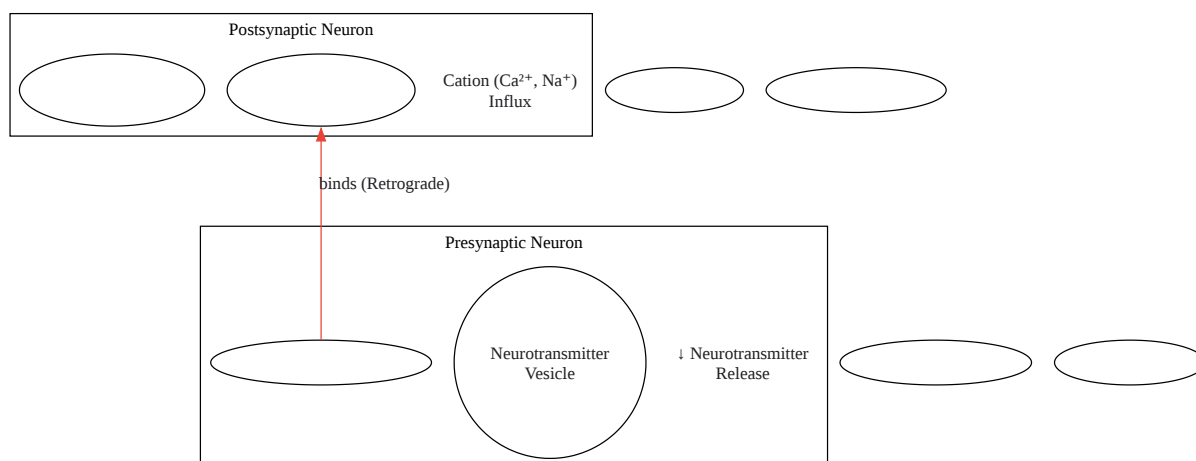 Postsynaptic Neuron
Cation (Ca²⁺, Na⁺)
Influx
binds (Retrograde)
Presynaptic Neuron
Neurotransmitter
Vesicle
↓ Neurotransmitter
Release